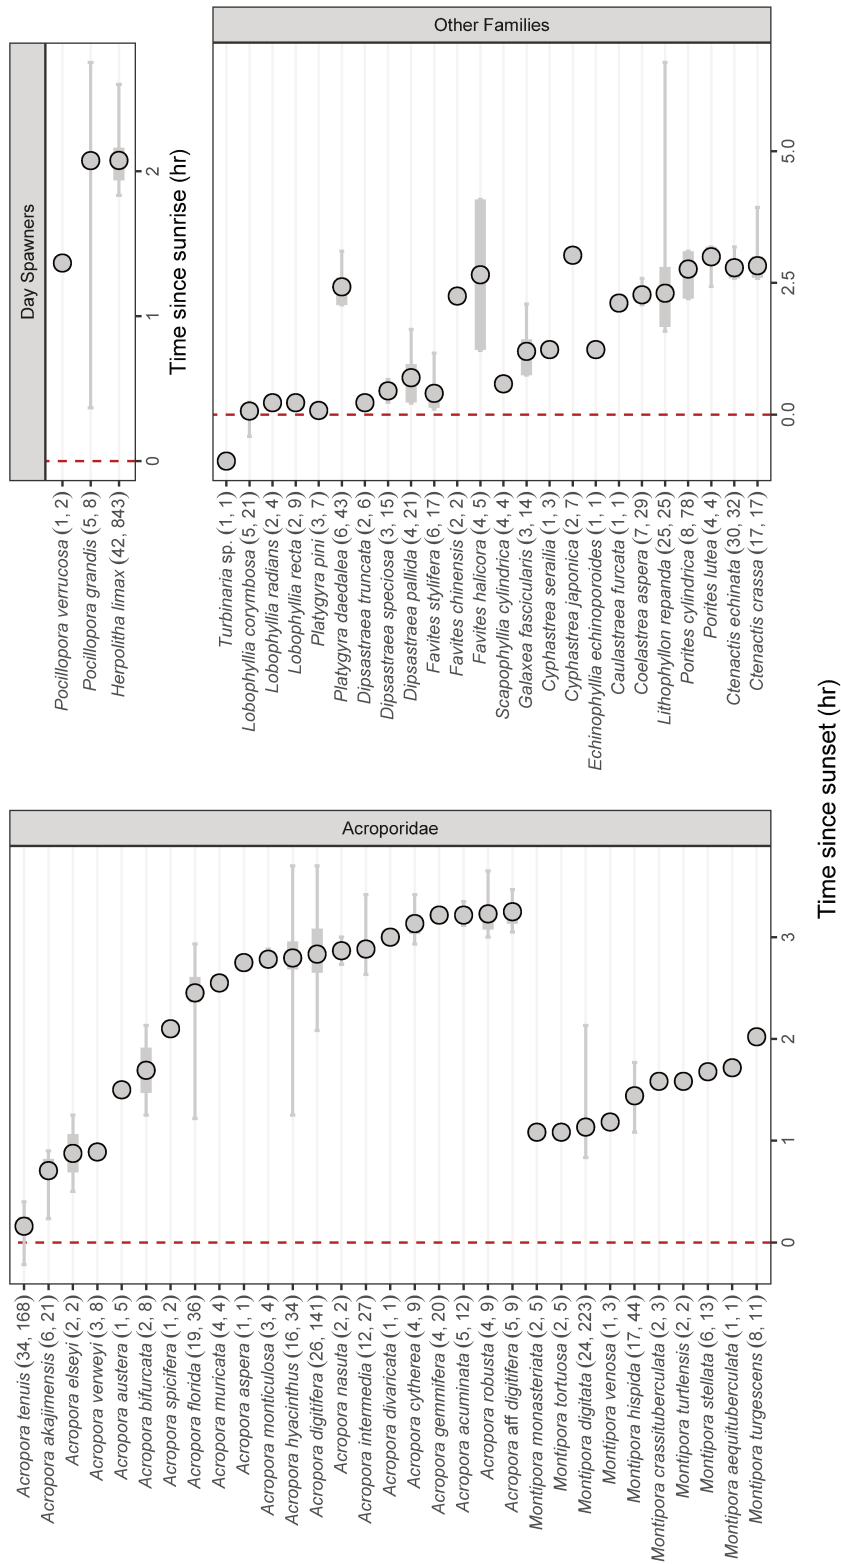 Day Spawners
Time since sunrise (hr)
0
1
2
Pocillopora verrucosa (1, 2)
Pocillopora grandis (5, 8)
Herpolitha limax (42, 843)
Other Families
0.0
2.5
5.0
Turbinaria sp. (1, 1)
Lobophyllia corymbosa (5, 21)
Lobophyllia radians (2, 4)
Lobophyllia recta (2, 9)
Platygyra pini (3, 7)
Platygyra daedalea (6, 43)
Dipsastraea truncata (2, 6)
Dipsastraea speciosa (3, 15)
Dipsastraea pallida (4, 21)
Favites stylifera (6, 17)
Favites chinensis (2, 2)
Favites halicora (4, 5)
Scapophyllia cylindrica (4, 4)
Galaxea fascicularis (3, 14)
Cyphastrea serailia (1, 3)
Cyphastrea japonica (2, 7)
Echinophyllia echinoporoides (1, 1)
Caulastraea furcata (1, 1)
Coelastrea aspera (7, 29)
Lithophyllon repanda (25, 25)
Porites cylindrica (8, 78)
Porites lutea (4, 4)
Ctenactis echinata (30, 32)
Ctenactis crassa (17, 17)
Acroporidae
0
1
2
3
Acropora tenuis (34, 168)
Acropora akajimensis (6, 21)
Acropora elseyi (2, 2)
Acropora verweyi (3, 8)
Acropora austera (1, 5)
Acropora bifurcata (2, 8)
Acropora spicifera (1, 2)
Acropora florida (19, 36)
Acropora muricata (4, 4)
Acropora aspera (1, 1)
Acropora monticulosa (3, 4)
Acropora hyacinthus (16, 34)
Acropora digitifera (26, 141)
Acropora nasuta (2, 2)
Acropora intermedia (12, 27)
Acropora divaricata (1, 1)
Acropora cytherea (4, 9)
Acropora gemmifera (4, 20)
Acropora acuminata (5, 12)
Acropora robusta (4, 9)
Acropora aff digitifera (5, 9)
Montipora monasteriata (2, 5)
Montipora tortuosa (2, 5)
Montipora digitata (24, 223)
Montipora venosa (1, 3)
Montipora hispida (17, 44)
Montipora crassituberculata (2, 3)
Montipora turtlensis (2, 2)
Montipora stellata (6, 13)
Montipora aequituberculata (1, 1)
Montipora turgescens (8, 11)
Time since sunset (hr)